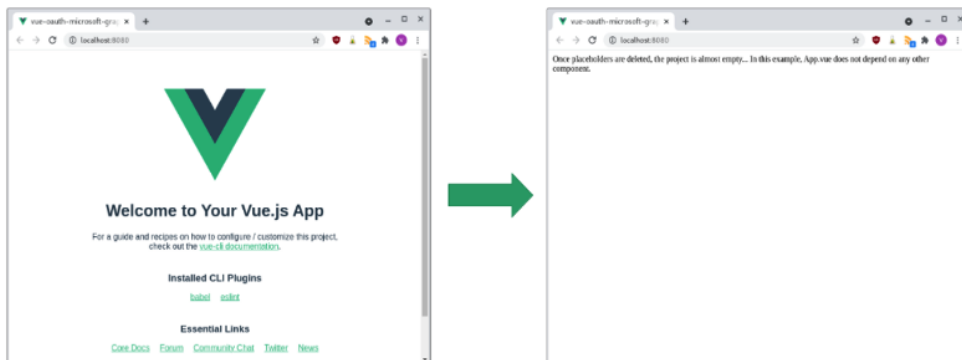 vue-oauth-microsoft-grap
localhost:8080
Welcome to Your Vue.js App
For a guide and recipes on how to configure / customize this project,
check out the vue-cli documentation.
Installed CLI Plugins
babel eslint
Essential Links
Core Docs Forum Community Chat Twitter News
vue-oauth-microsoft-grap
localhost:8080
Once placeholders are deleted, the project is almost empty... In this example, App.vue does not depend on any other
component.